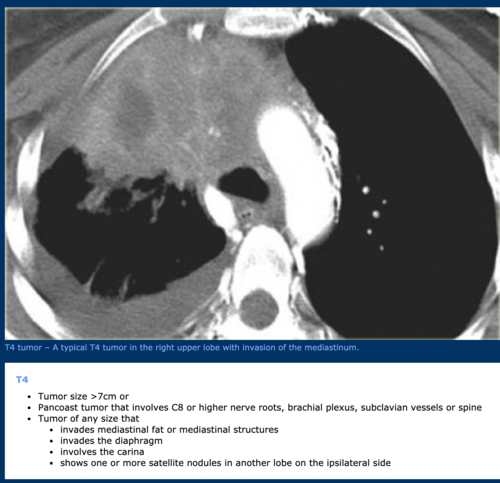 T4 tumor – A typical T4 tumor in the right upper lobe with invasion of the mediastinum.
T4
• Tumor size >7cm or
• Pancoast tumor that involves C8 or higher nerve roots, brachial plexus, subclavian vessels or spine
• Tumor of any size that
• invades mediastinal fat or mediastinal structures
• invades the diaphragm
• involves the carina
• shows one or more satellite nodules in another lobe on the ipsilateral side